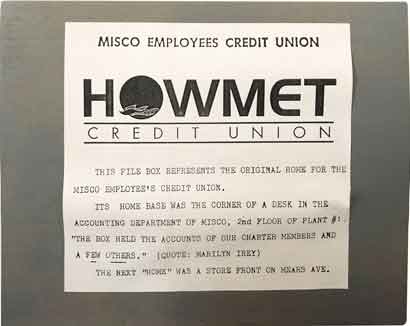 MISCO EMPLOYEES CREDIT UNION
HOWMET
CREDIT UNION
THIS FILE BOX REPRESENTS THE ORIGINAL HOME FOR THE
MISCO EMPLOYEE'S CREDIT UNION.
ITS HOME BASE WAS THE CORNER OF A DESK IN THE
ACCOUNTING DEPARTMENT OF MISCO, 2nd FLOOR OF PLANT #1.
"THE BOX HELD THE ACCOUNTS OF OUR CHARTER MEMBERS AND
A FEW OTHERS." (QUOTE: MARILYN IREY)
THE NEXT "HOME" WAS A STORE FRONT ON MEARS AVE.